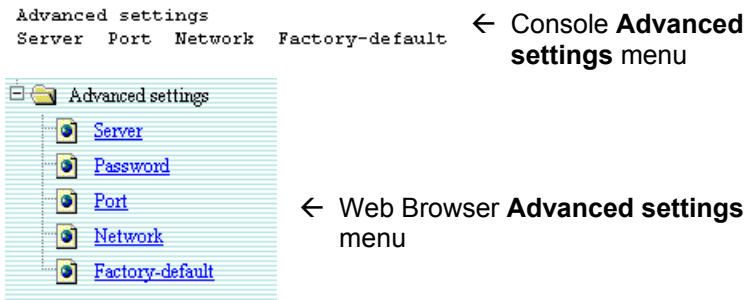 Advanced settings
Server Port Network Factory-default
← Console Advanced
settings menu
Advanced settings
Server
Password
Port
Network
Factory-default
← Web Browser Advanced settings
menu